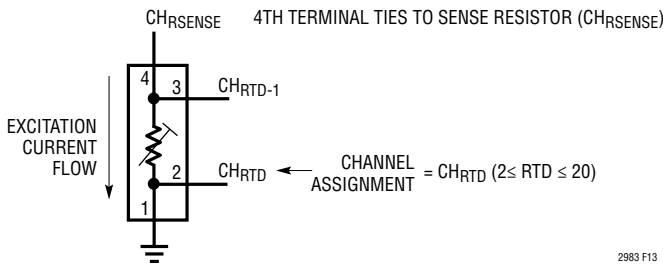 CHRSENSE 4TH TERMINAL TIES TO SENSE RESISTOR (CHRSENSE)
4
3 CHRTD-1
EXCITATION
CURRENT
FLOW
2 CHRTD
CHANNEL
ASSIGNMENT = CHRTD (2≤ RTD ≤ 20)
1
2983 F13